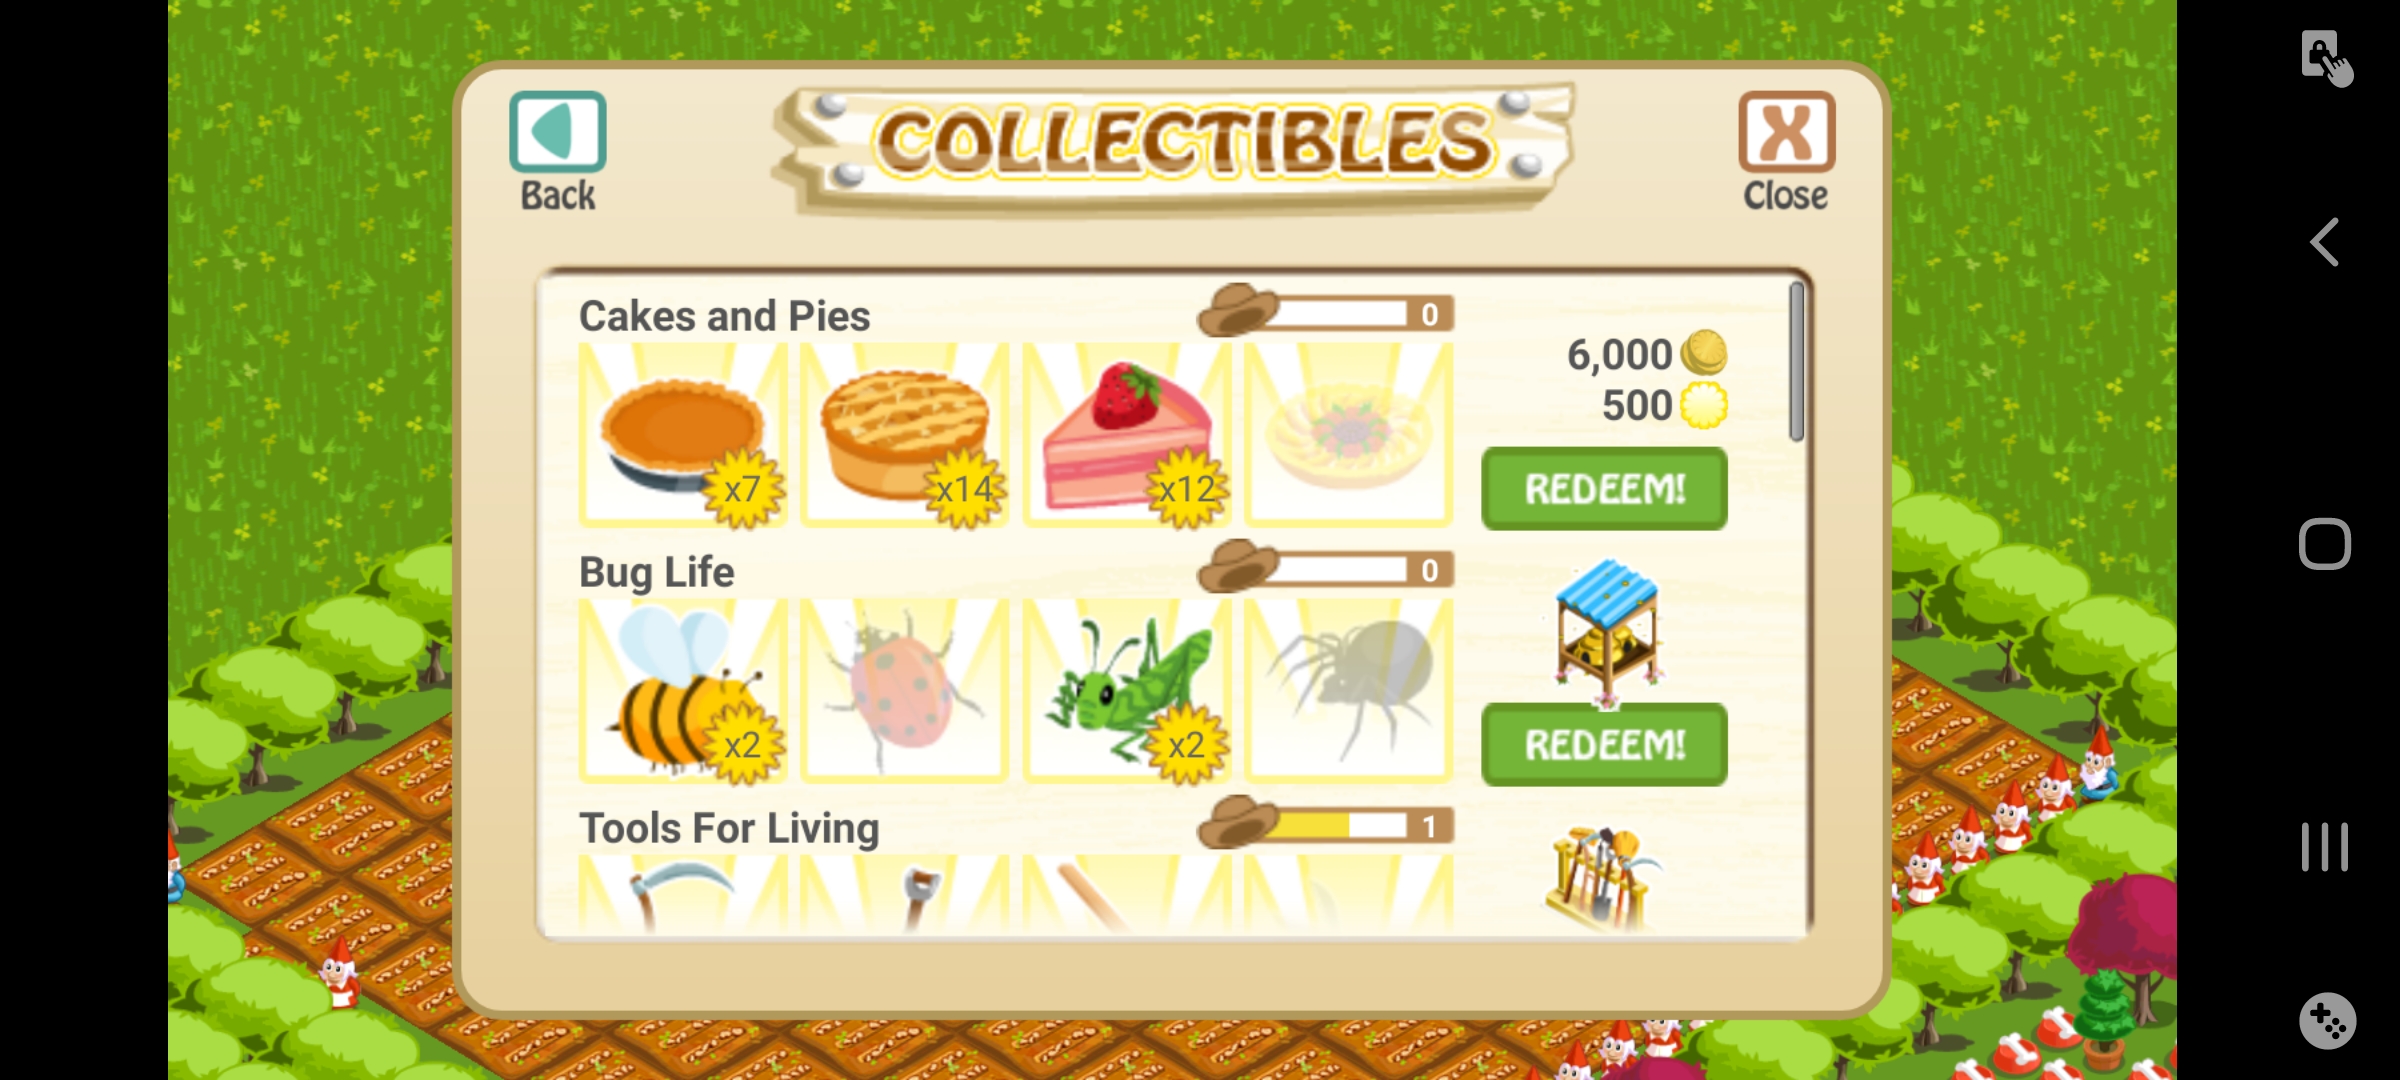 COLLECTIBLES
Back
Close
Cakes and Pies
0
6,000
500
x7
x14
x12
REDEEM!
Bug Life
0
x2
x2
REDEEM!
Tools For Living
1